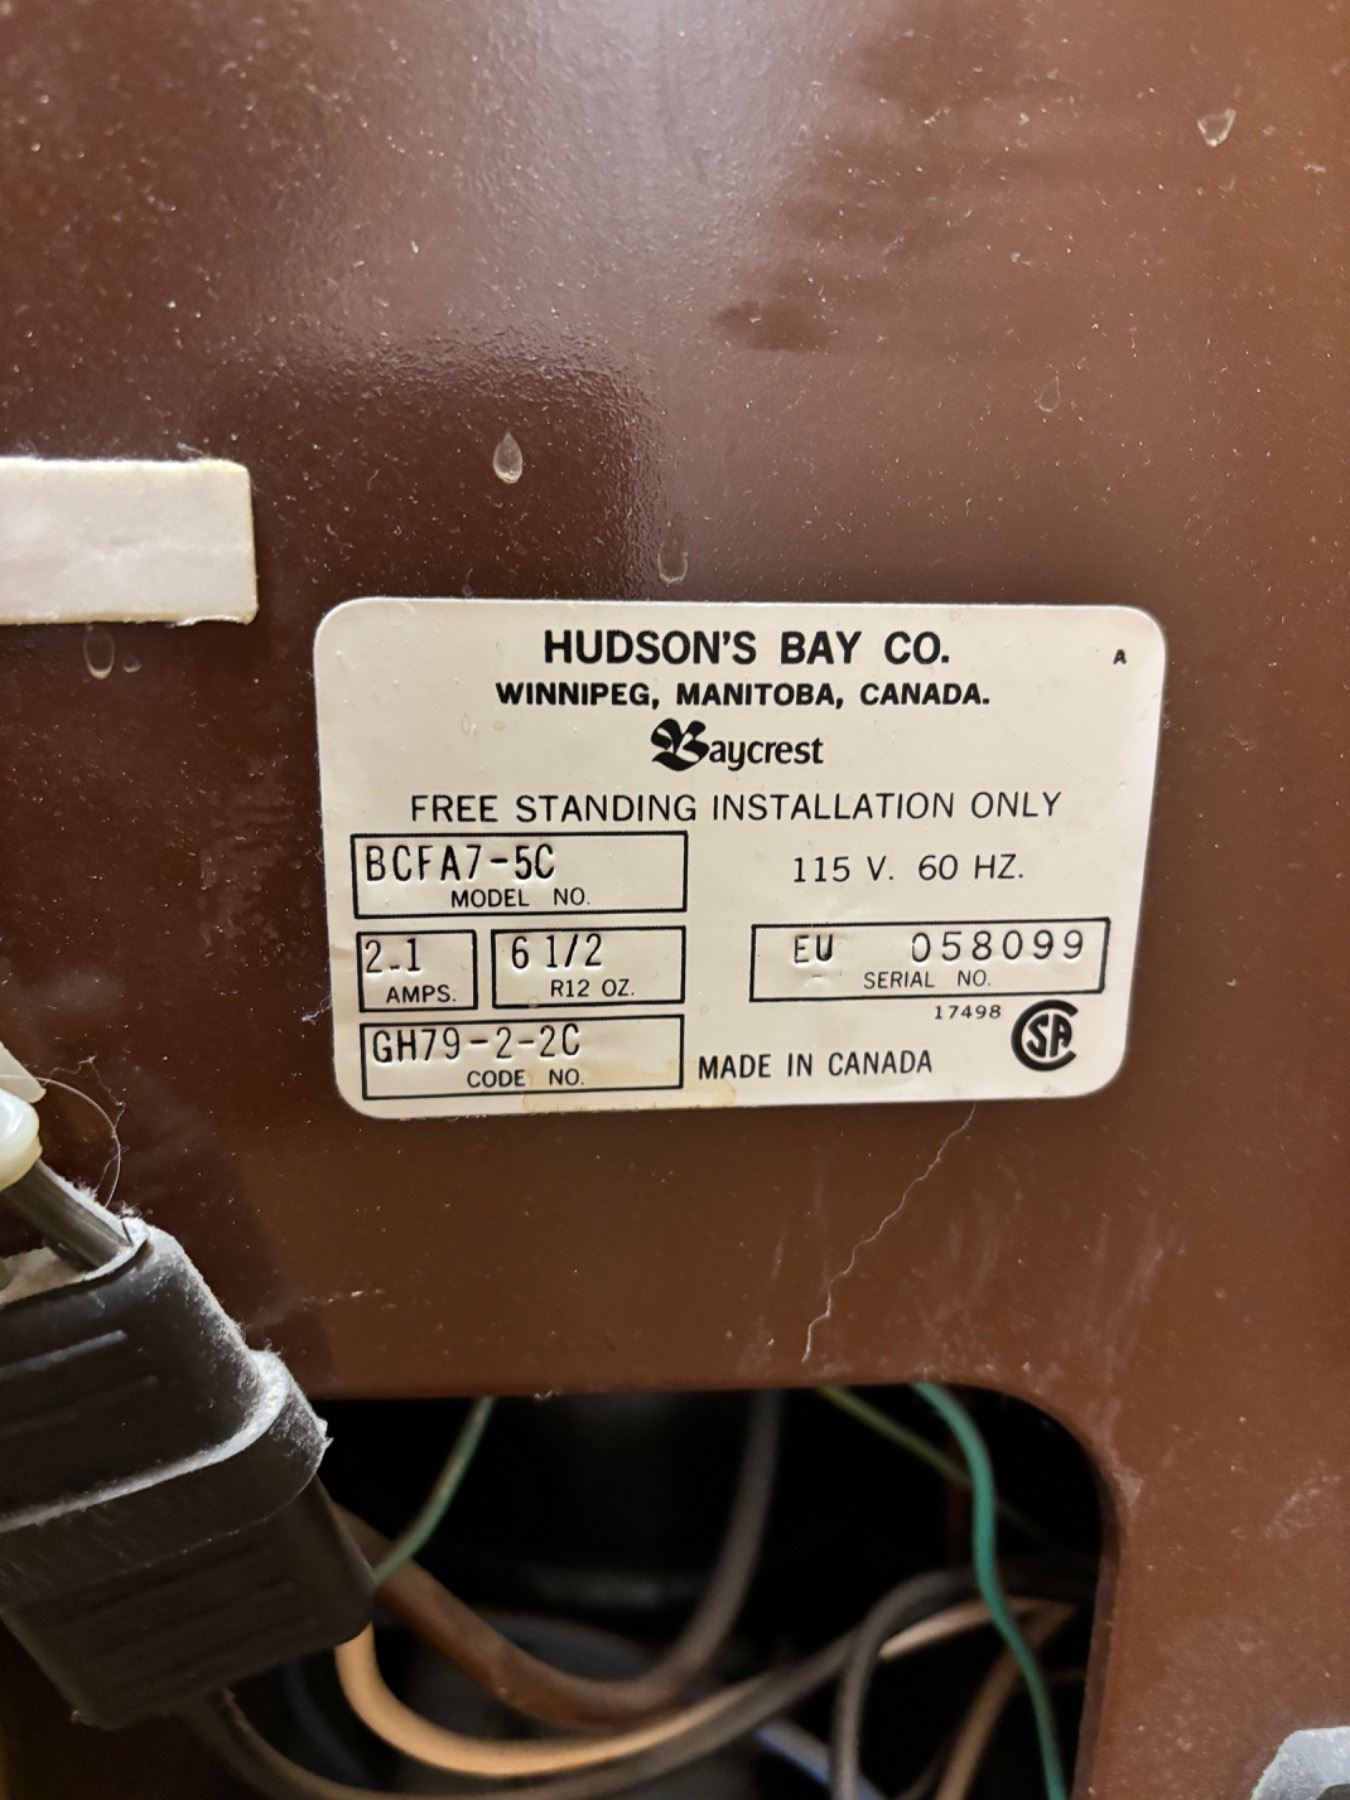 HUDSON'S BAY CO.
A
WINNIPEG, MANITOBA, CANADA.
Baycrest
FREE STANDING INSTALLATION ONLY
BCFA7-5C
MODEL NO.
115 V. 60 HZ.
2.1
AMPS.
6 1/2
R12 OZ.
EU 058099
SERIAL NO.
17498
GH79-2-2C
CODE NO.
MADE IN CANADA
SA